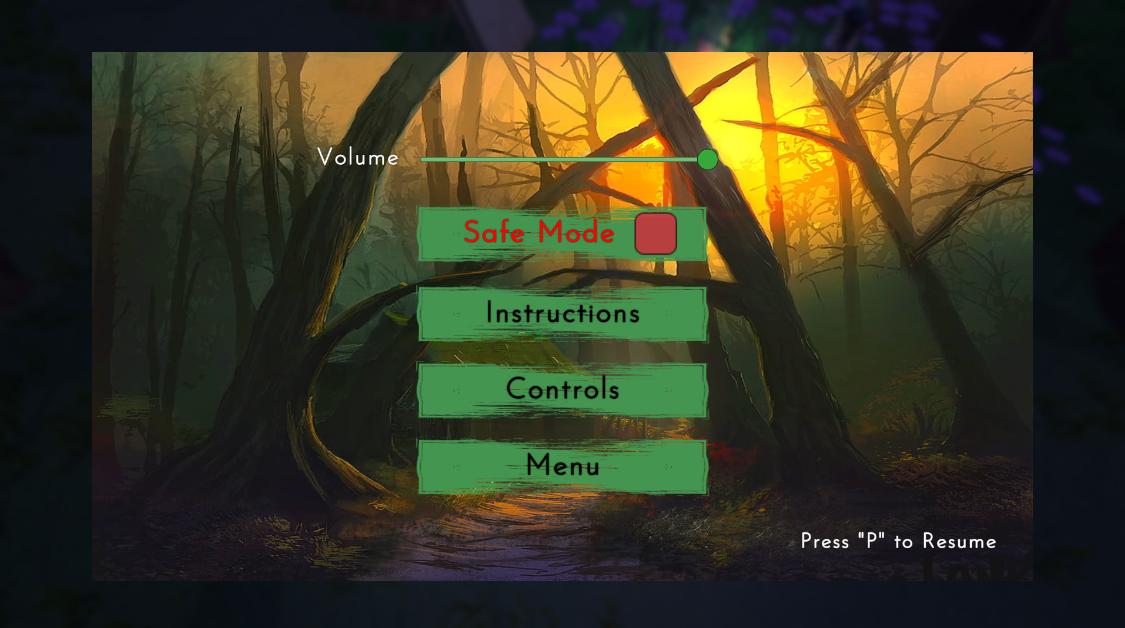 Volume
Safe Mode
Instructions
Controls
Menu
Press "P" to Resume